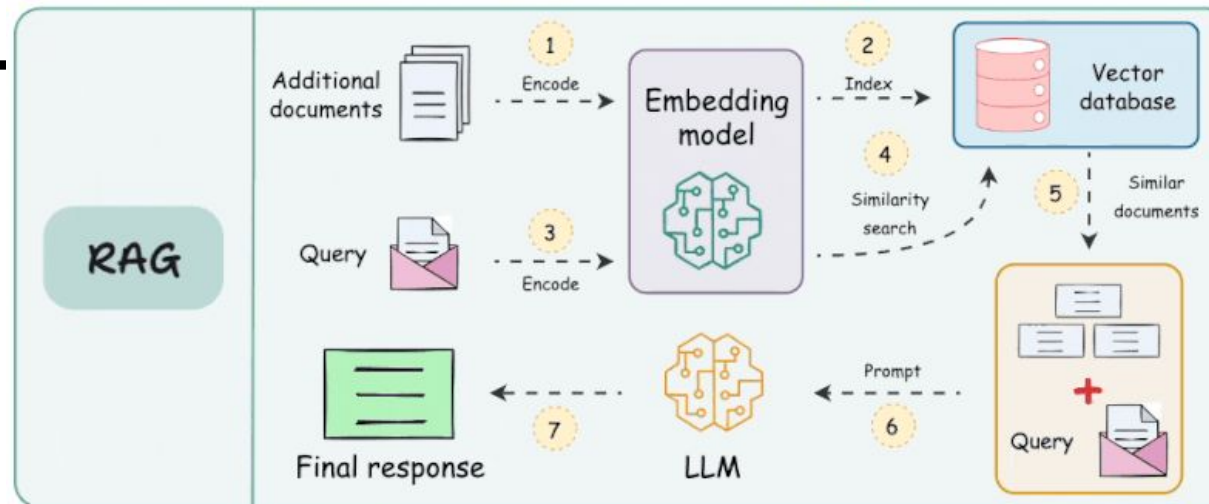 RAG
Additional
documents
1
Encode
Embedding
model
2
Index
Vector
database
Query
3
Encode
4
Similarity
search
5
Similar
documents
Query
6
Prompt
LLM
7
Final response